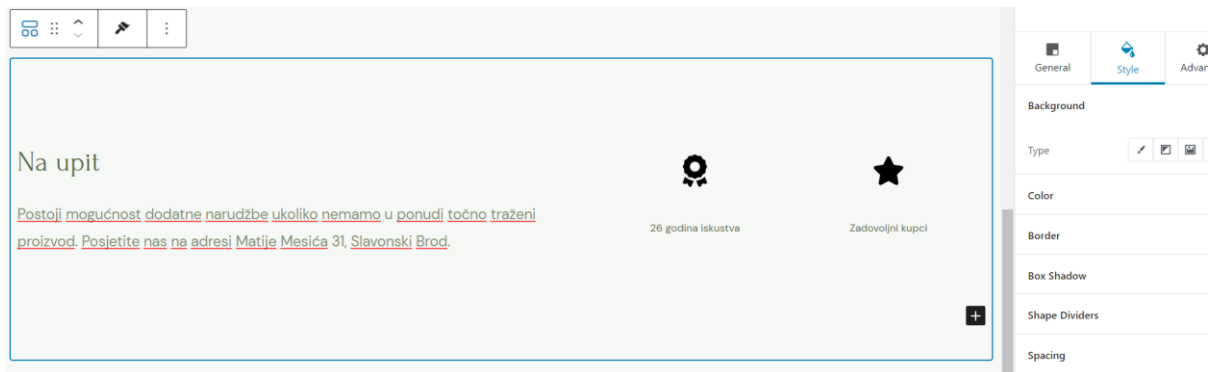 General
Style
Advan
Background
Type
Color
Border
Box Shadow
Shape Dividers
Spacing
Na upit
Postoji mogućnost dodatne narudžbe ukoliko nemamo u ponudi točno traženi
proizvod. Posjetite nas na adresi Matije Mesića 31, Slavonski Brod.
26 godina iskustva
Zadovoljni kupci